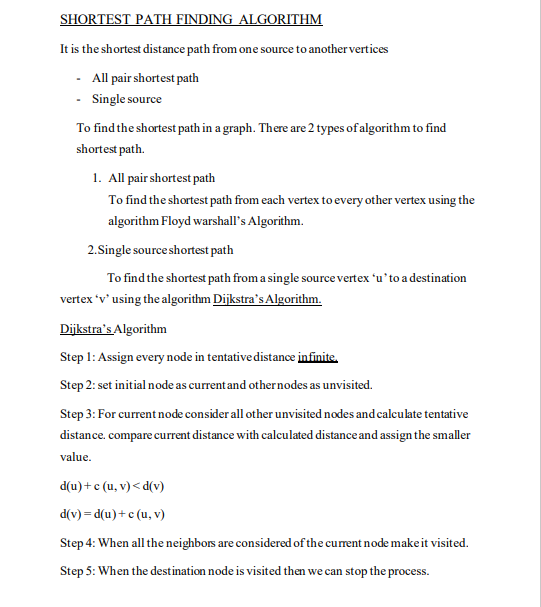 SHORTEST PATH FINDING ALGORITHM
It is the shortest distance path from one source to another vertices
- All pair shortest path
- Single source
To find the shortest path in a graph. There are 2 types of algorithm to find
shortest path.
1. All pair shortest path
To find the shortest path from each vertex to every other vertex using the
algorithm Floyd warshall's Algorithm.
2.Single source shortest path
To find the shortest path from a single source vertex 'u' to a destination
vertex 'v' using the algorithm Dijkstra's Algorithm.
Dijkstra's Algorithm
Step 1: Assign every node in tentative distance infinite.
Step 2: set initial node as current and other nodes as unvisited.
Step 3: For current node consider all other unvisited nodes and calculate tentative
distance. compare current distance with calculated distance and assign the smaller
value.
d(u) + c (u, v) < d(v)
d(v) = d(u) + c (u, v)
Step 4: When all the neighbors are considered of the current node make it visited.
Step 5: When the destination node is visited then we can stop the process.